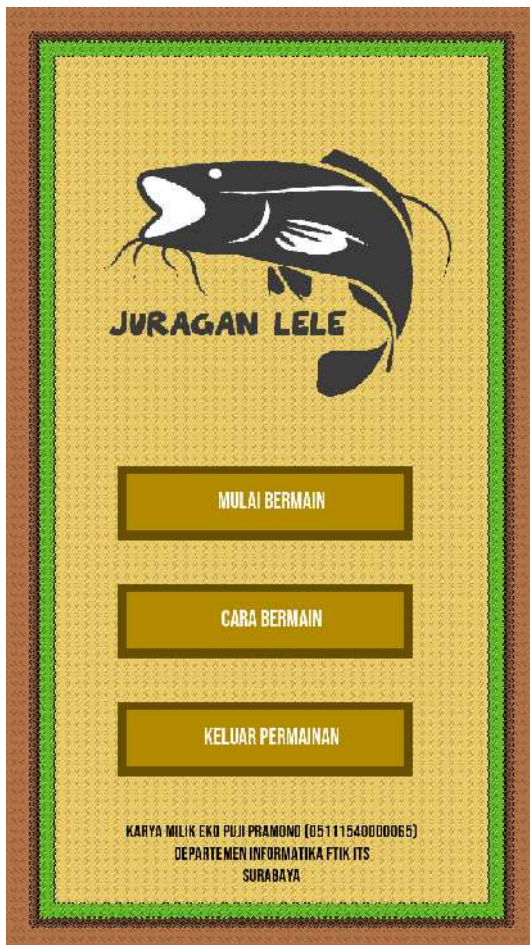 JURAGAN LELE
MULAI BERMAIN
CARA BERMAIN
KELUAR PERMAINAN
KARYA MILIK EKO PUJI PRAMONO (05111540000065)
DEPARTEMEN INFORMATIKA FTIK ITS
SURABAYA